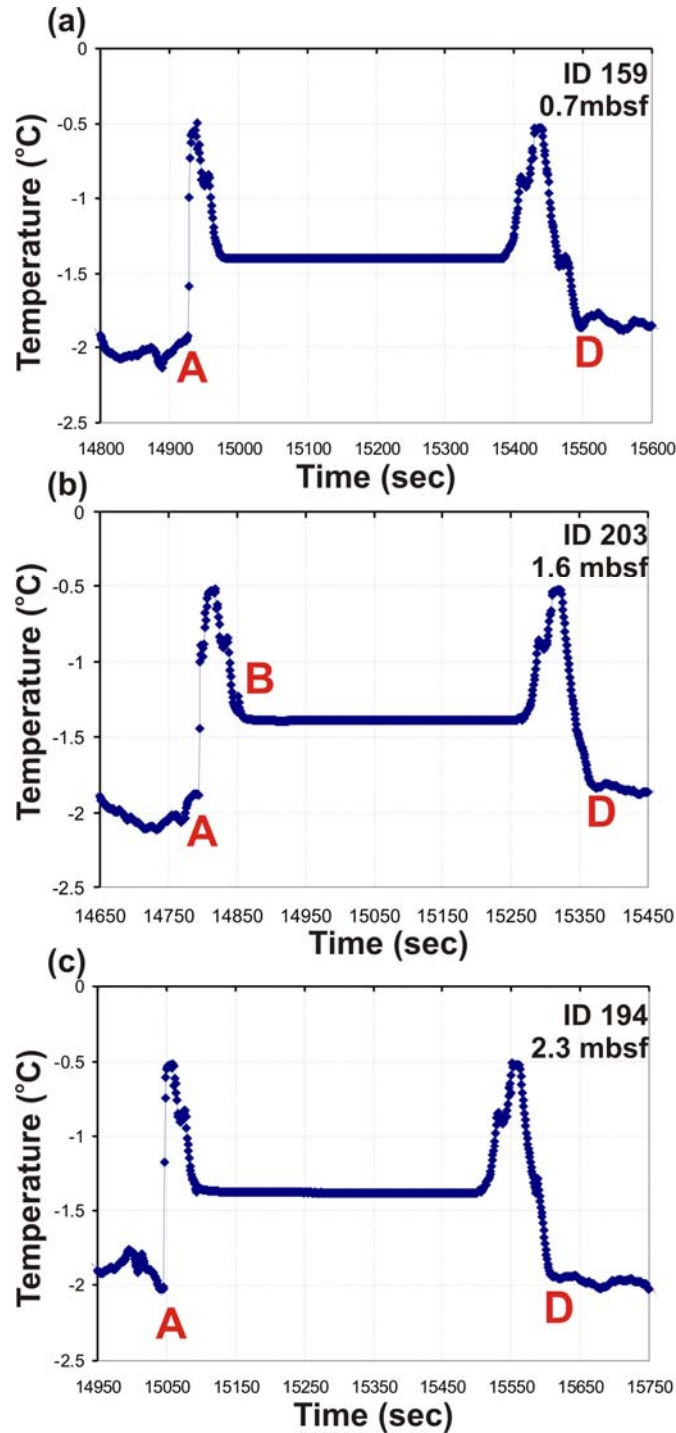 (a)
0
ID 159
0.7mbsf
-0.5
-1
-1.5
-2
-2.5
Temperature (°C)
A
D
14800 14900 15000 15100 15200 15300 15400 15500 15600
Time (sec)
(b)
0
ID 203
1.6 mbsf
-0.5
-1
-1.5
-2
-2.5
Temperature (°C)
B
A
D
14650 14750 14850 14950 15050 15150 15250 15350 15450
Time (sec)
(c)
0
ID 194
2.3 mbsf
-0.5
-1
-1.5
-2
-2.5
Temperature (°C)
A
D
14950 15050 15150 15250 15350 15450 15550 15650 15750
Time (sec)